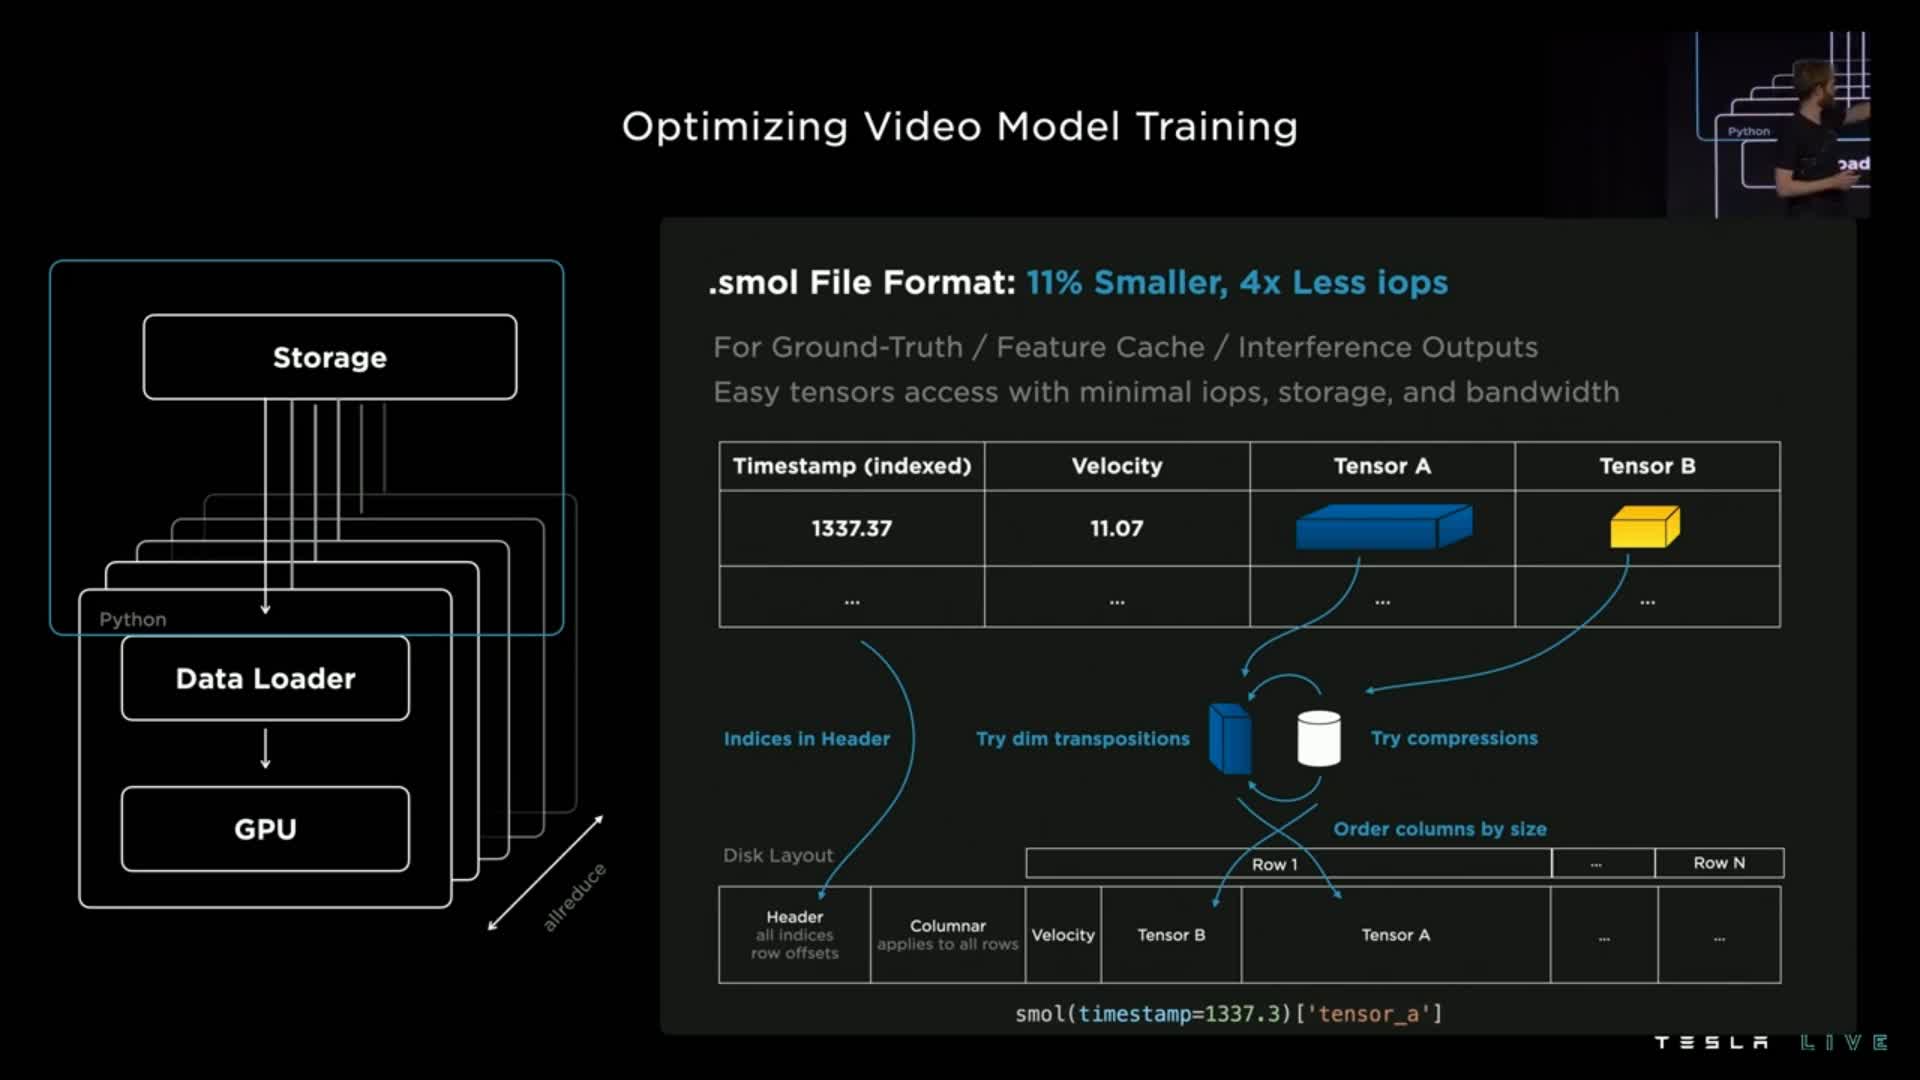 Optimizing Video Model Training
Python
oad
Storage
Python
Data Loader
GPU
allreduce
.smol File Format: 11% Smaller, 4x Less iops
For Ground-Truth / Feature Cache / Interference Outputs
Easy tensors access with minimal iops, storage, and bandwidth
Timestamp (indexed) Velocity Tensor A Tensor B
1337.37 11.07
... ... ... ...
Indices in Header Try dim transpositions Try compressions
Order columns by size
Disk Layout
Row 1 ... Row N
Header
all indices
row offsets
Columnar
applies to all rows
Velocity Tensor B Tensor A ... ...
smol(timestamp=1337.3)['tensor_a']
TESLA LIVE